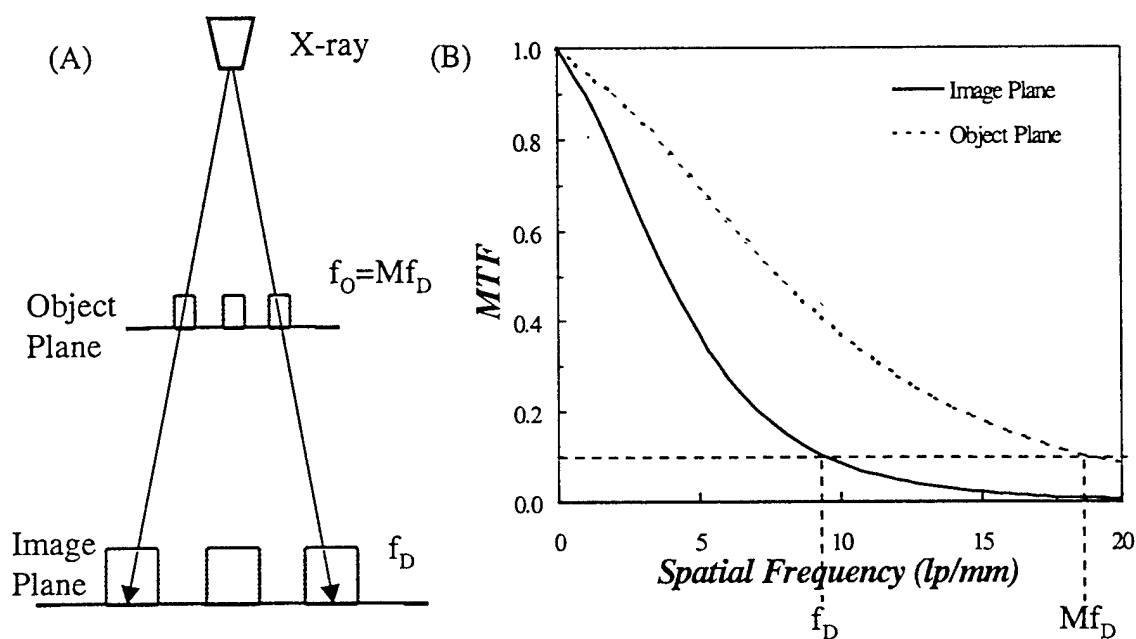 (A)
X-ray
f_O=Mf_D
Object
Plane
Image
Plane
f_D
(B)
1.0
0.8
0.6
0.4
0.2
0.0
MTF
Image Plane
Object Plane
0
5
10
15
20
Spatial Frequency (lp/mm)
f_D
Mf_D